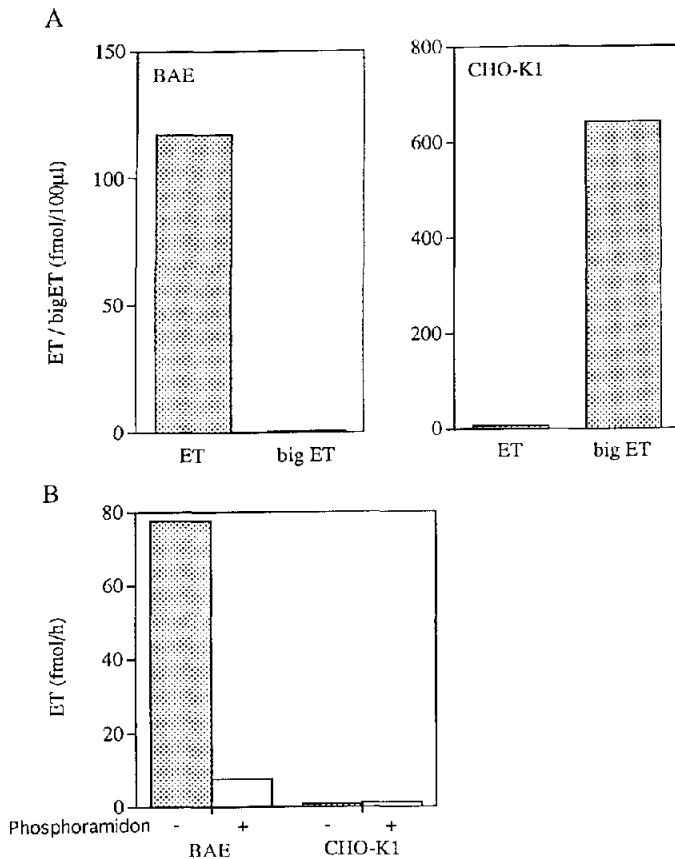 A
BAE
CHO-K1
150
100
50
0
800
600
400
200
0
ET / bigET (fmol/100µl)
ET
big ET
ET
big ET
B
80
60
40
20
0
ET (fmol/h)
Phosphoramidon - + - +
BAE
CHO-K1